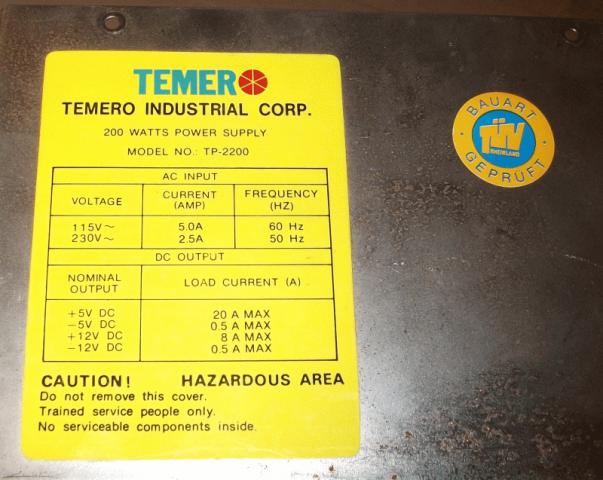 TEMERO
TEMERO INDUSTRIAL CORP.
200 WATTS POWER SUPPLY
MODEL NO.: TP-2200
AC INPUT
VOLTAGE CURRENT (AMP) FREQUENCY (HZ)
115V~ 5.0A 60 Hz
230V~ 2.5A 50 Hz
DC OUTPUT
NOMINAL OUTPUT LOAD CURRENT (A)
+5V DC 20 A MAX
-5V DC 0.5 A MAX
+12V DC 8 A MAX
-12V DC 0.5 A MAX
CAUTION! HAZARDOUS AREA
Do not remove this cover.
Trained service people only.
No serviceable components inside.
BAUART
TÜV
RHEINLAND
GEPRÜFT